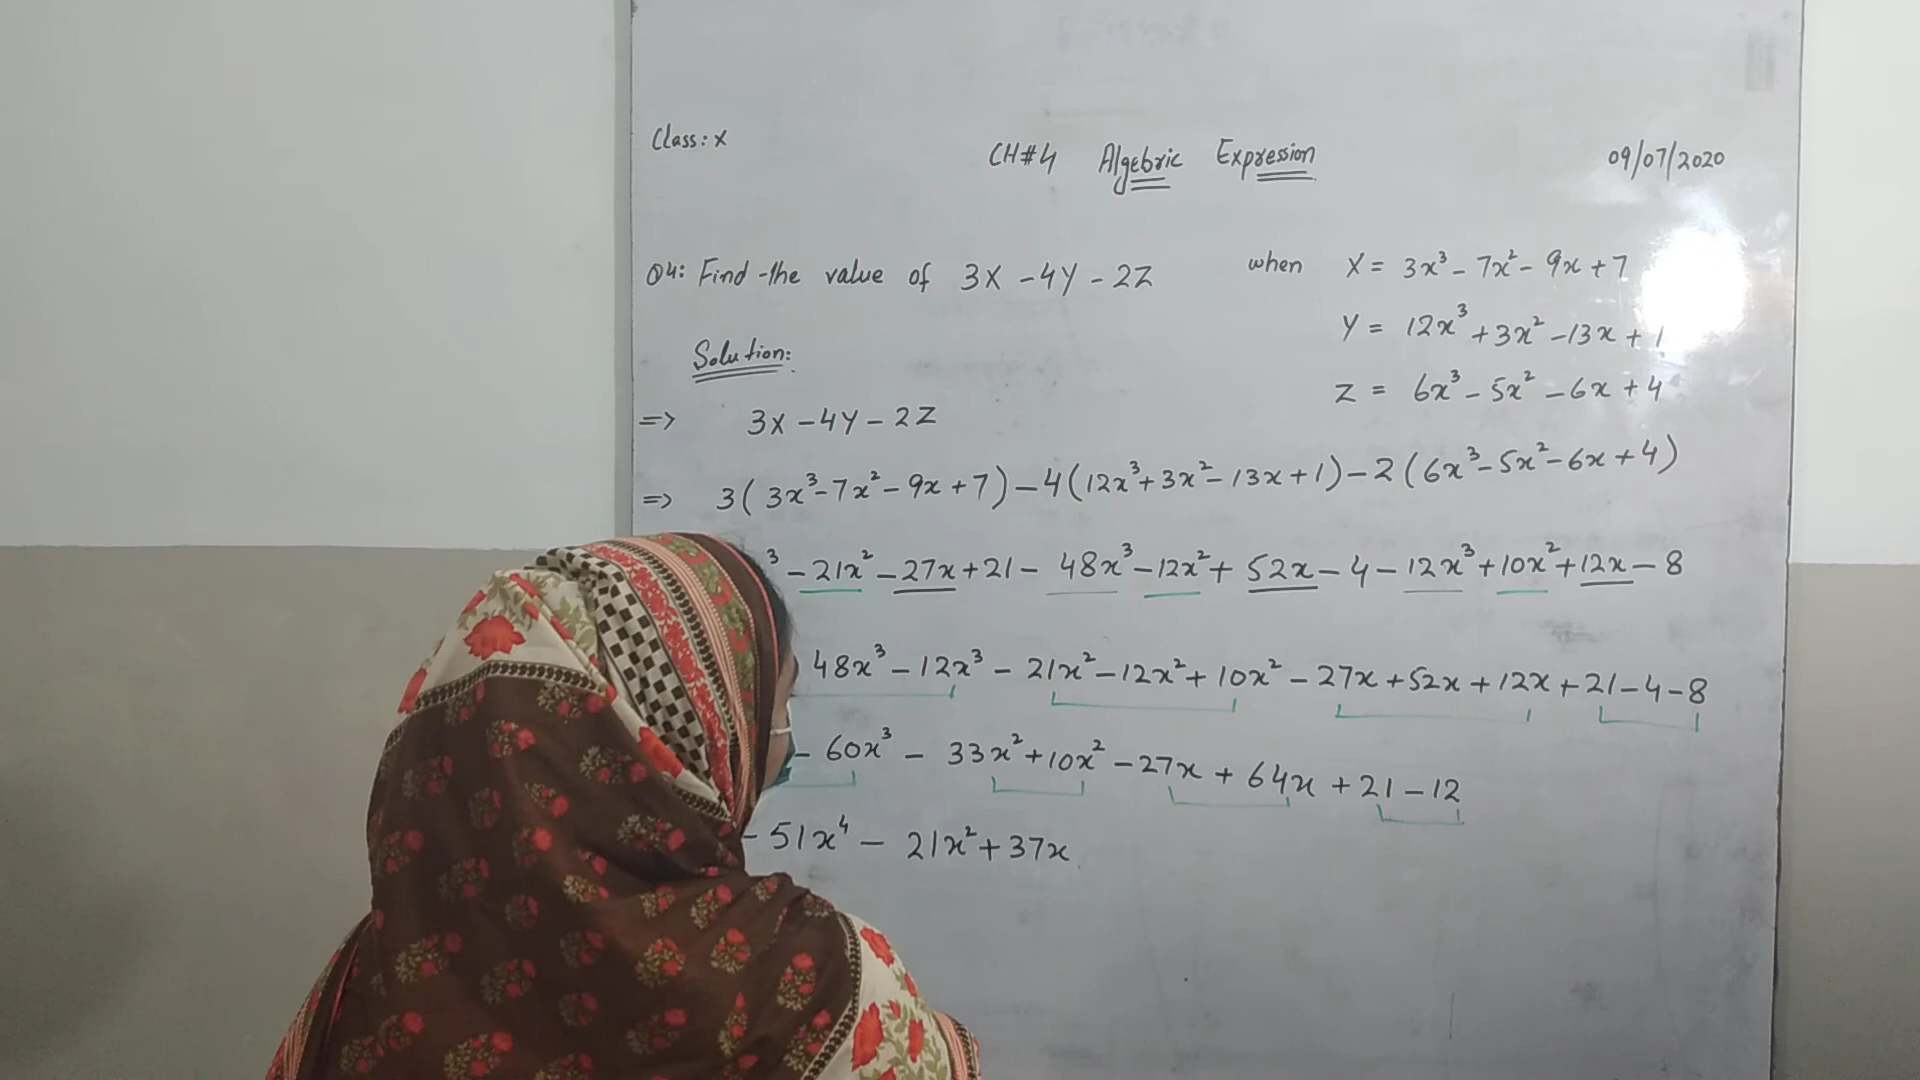 Class: X
CH#4 Algebric Expression
09/07/2020
Q4: Find the value of 3X - 4Y - 2Z when X = 3x³ - 7x² - 9x + 7
Y = 12x³ + 3x² - 13x + 1
Z = 6x³ - 5x² - 6x + 4
Solution:
=> 3X - 4Y - 2Z
=> 3(3x³ - 7x² - 9x + 7) - 4(12x³ + 3x² - 13x + 1) - 2(6x³ - 5x² - 6x + 4)
³ - 21x² - 27x + 21 - 48x³ - 12x² + 52x - 4 - 12x³ + 10x² + 12x - 8
48x³ - 12x³ - 21x² - 12x² + 10x² - 27x + 52x + 12x + 21 - 4 - 8
- 60x³ - 33x² + 10x² - 27x + 64x + 21 - 12
- 51x⁴ - 21x² + 37x